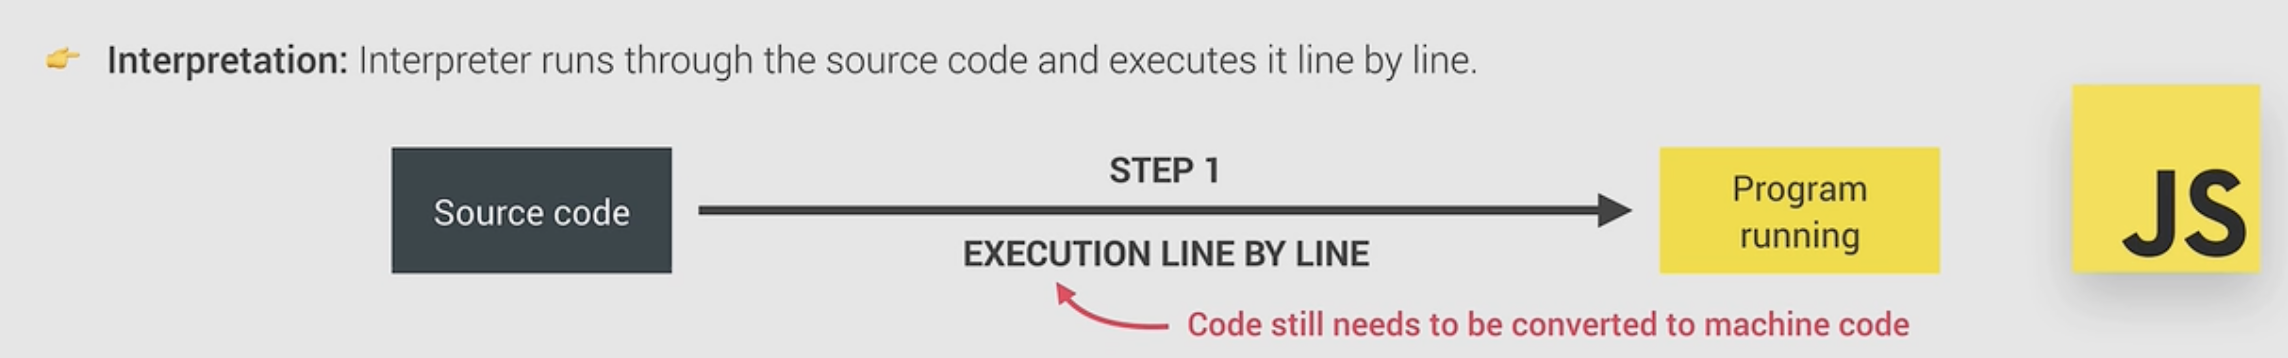 Interpretation: Interpreter runs through the source code and executes it line by line.
Source code
STEP 1
EXECUTION LINE BY LINE
Program
running
JS
Code still needs to be converted to machine code